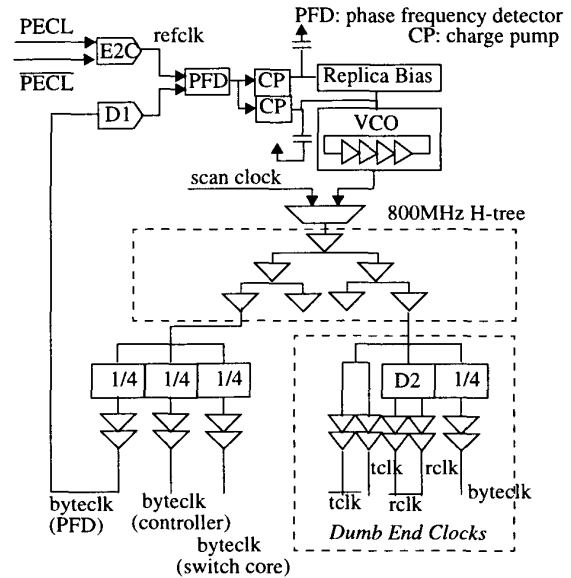 PFD: phase frequency detector
CP: charge pump
PECL
E2C
refclk
PECL
PFD
CP
CP
Replica Bias
D1
VCO
scan clock
800MHz H-tree
1/4 1/4 1/4
D2 1/4
tclk rclk
tclk rclk byteclk
byteclk
(PFD)
byteclk
(controller)
byteclk
(switch core)
Dumb End Clocks